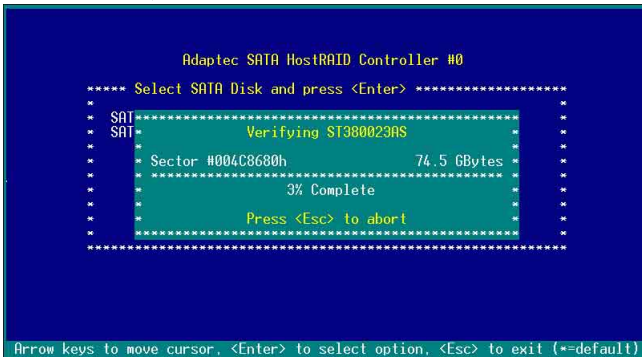 Adaptec SATA HostRAID Controller #0
***** Select SATA Disk and press <Enter> *******************
SAT
SAT
Verifying ST380023AS
Sector #004C8680h 74.5 GBytes
3% Complete
Press <Esc> to abort
Arrow keys to move cursor, <Enter> to select option, <Esc> to exit (*=default)